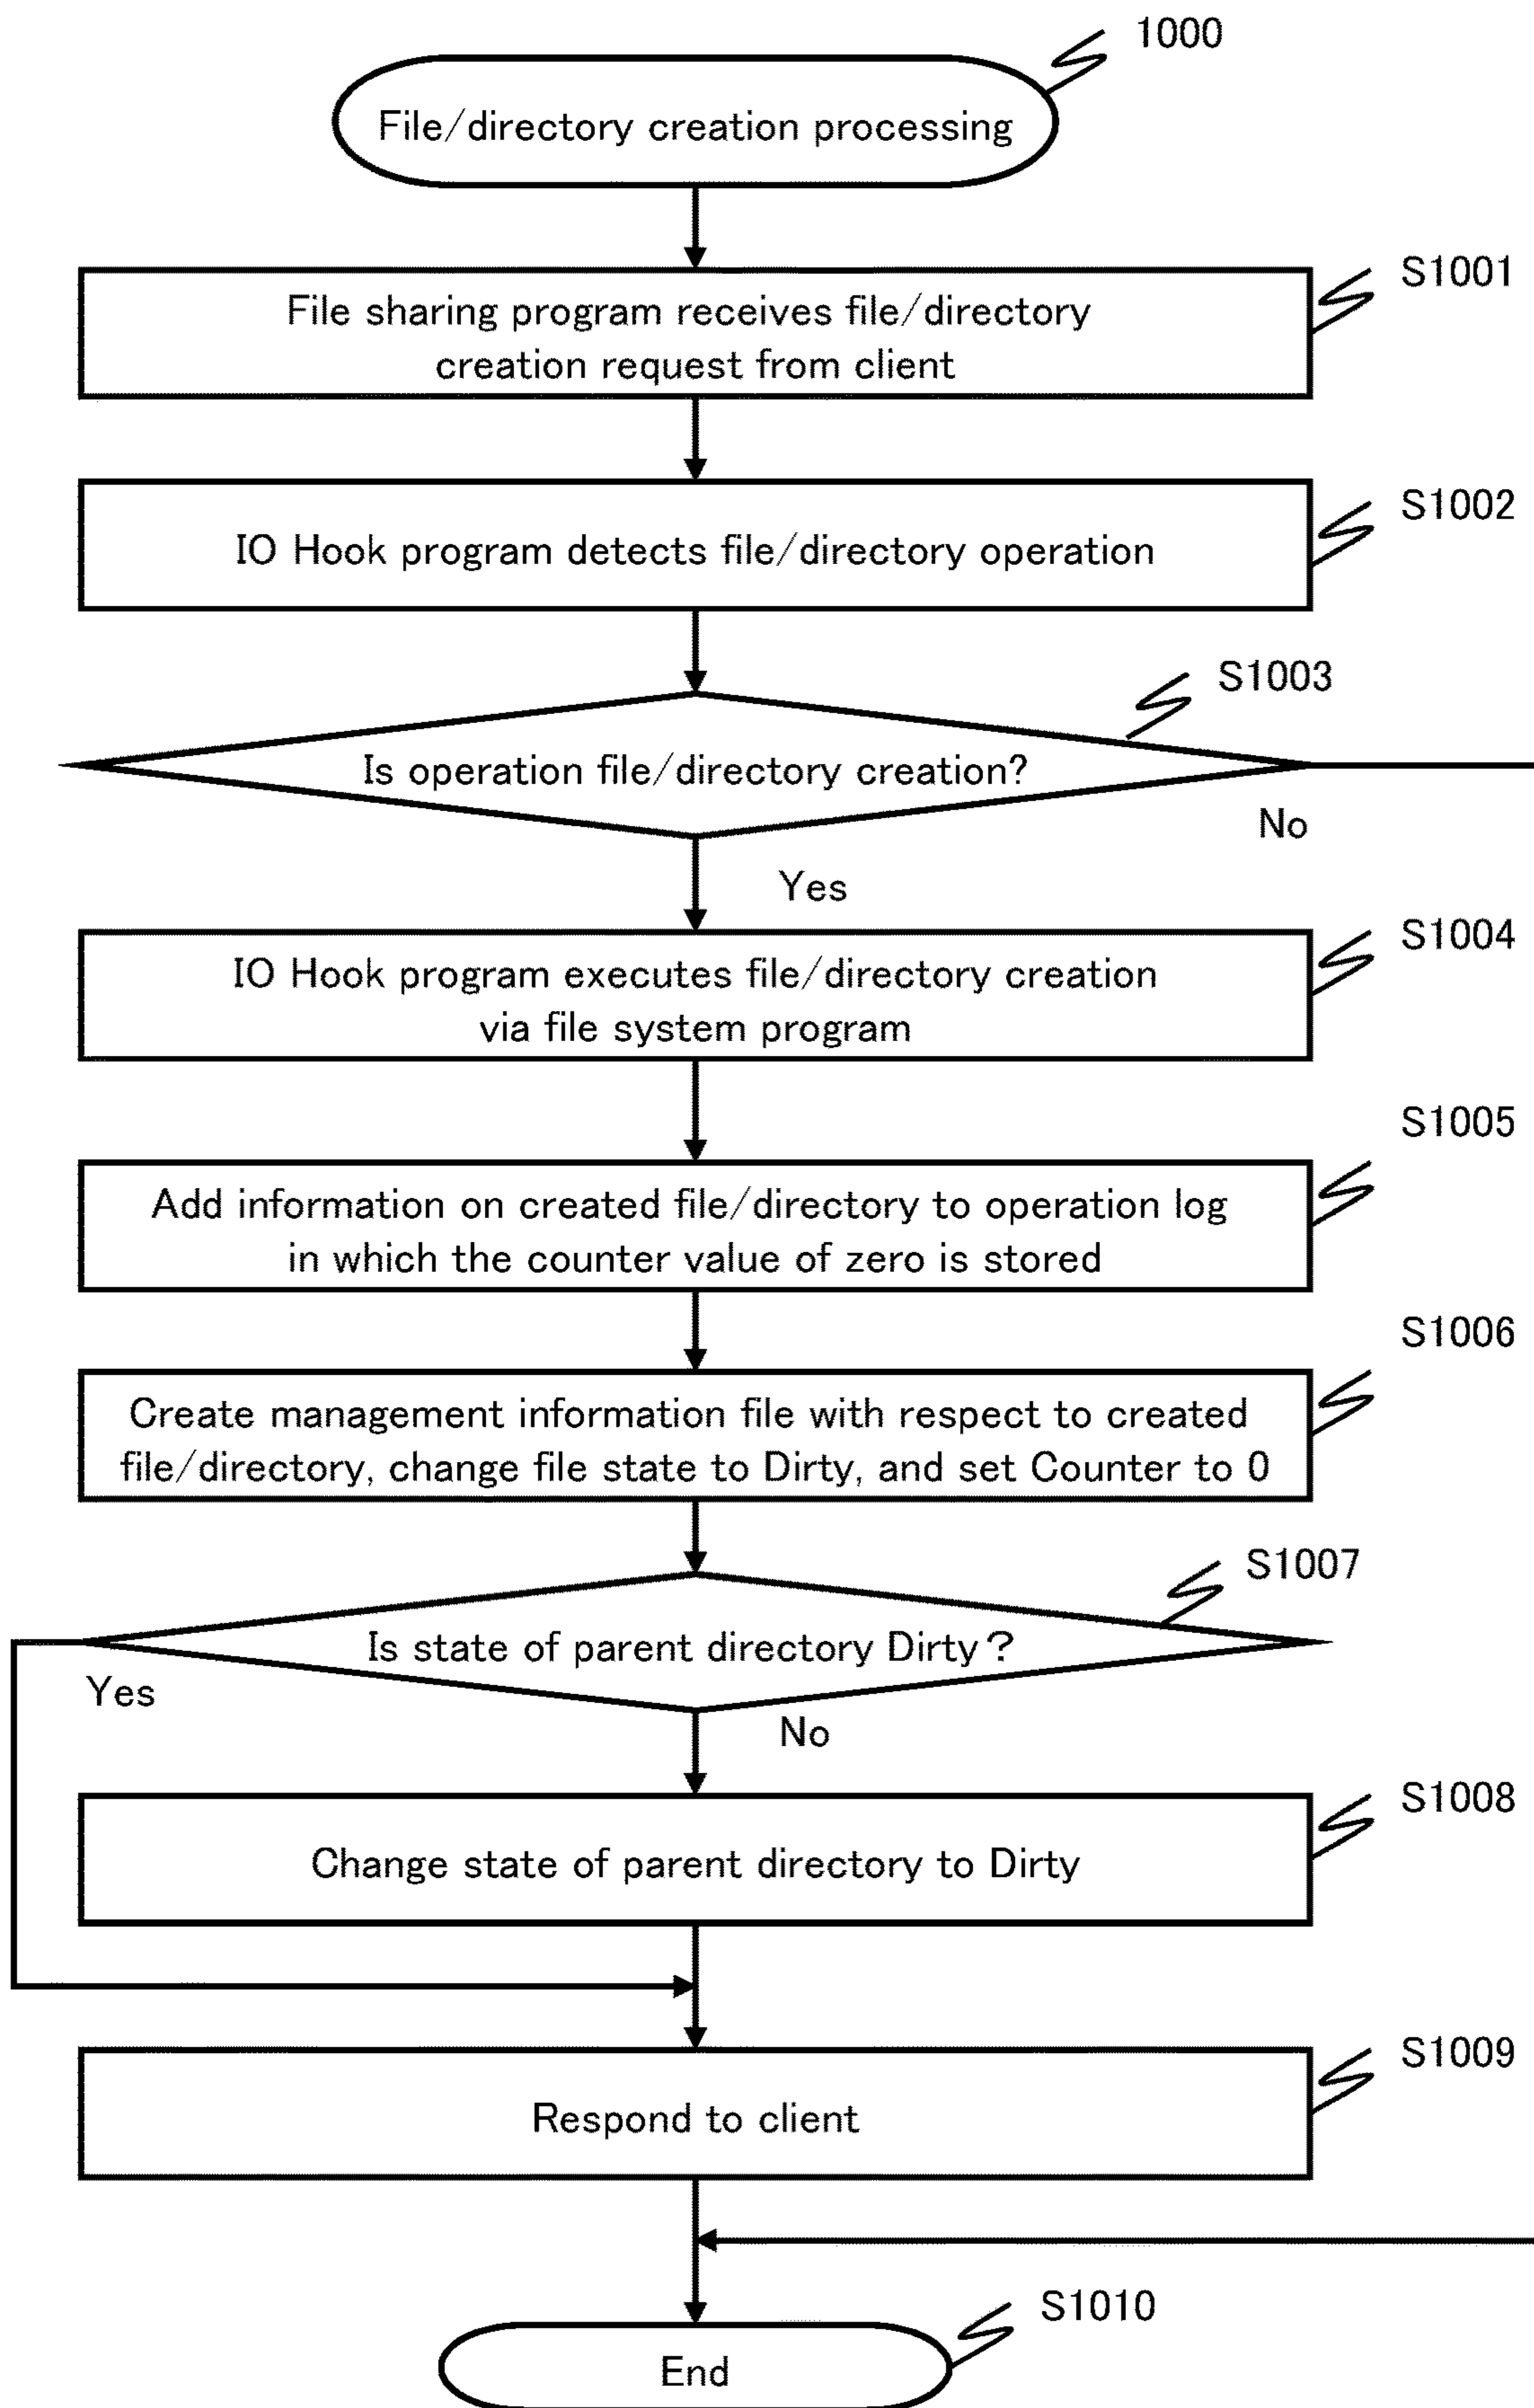 1000
File/directory creation processing
S1001
File sharing program receives file/directory
creation request from client
S1002
IO Hook program detects file/directory operation
S1003
Is operation file/directory creation?
No
Yes
S1004
IO Hook program executes file/directory creation
via file system program
S1005
Add information on created file/directory to operation log
in which the counter value of zero is stored
S1006
Create management information file with respect to created
file/directory, change file state to Dirty, and set Counter to 0
S1007
Is state of parent directory Dirty?
Yes
No
S1008
Change state of parent directory to Dirty
S1009
Respond to client
S1010
End